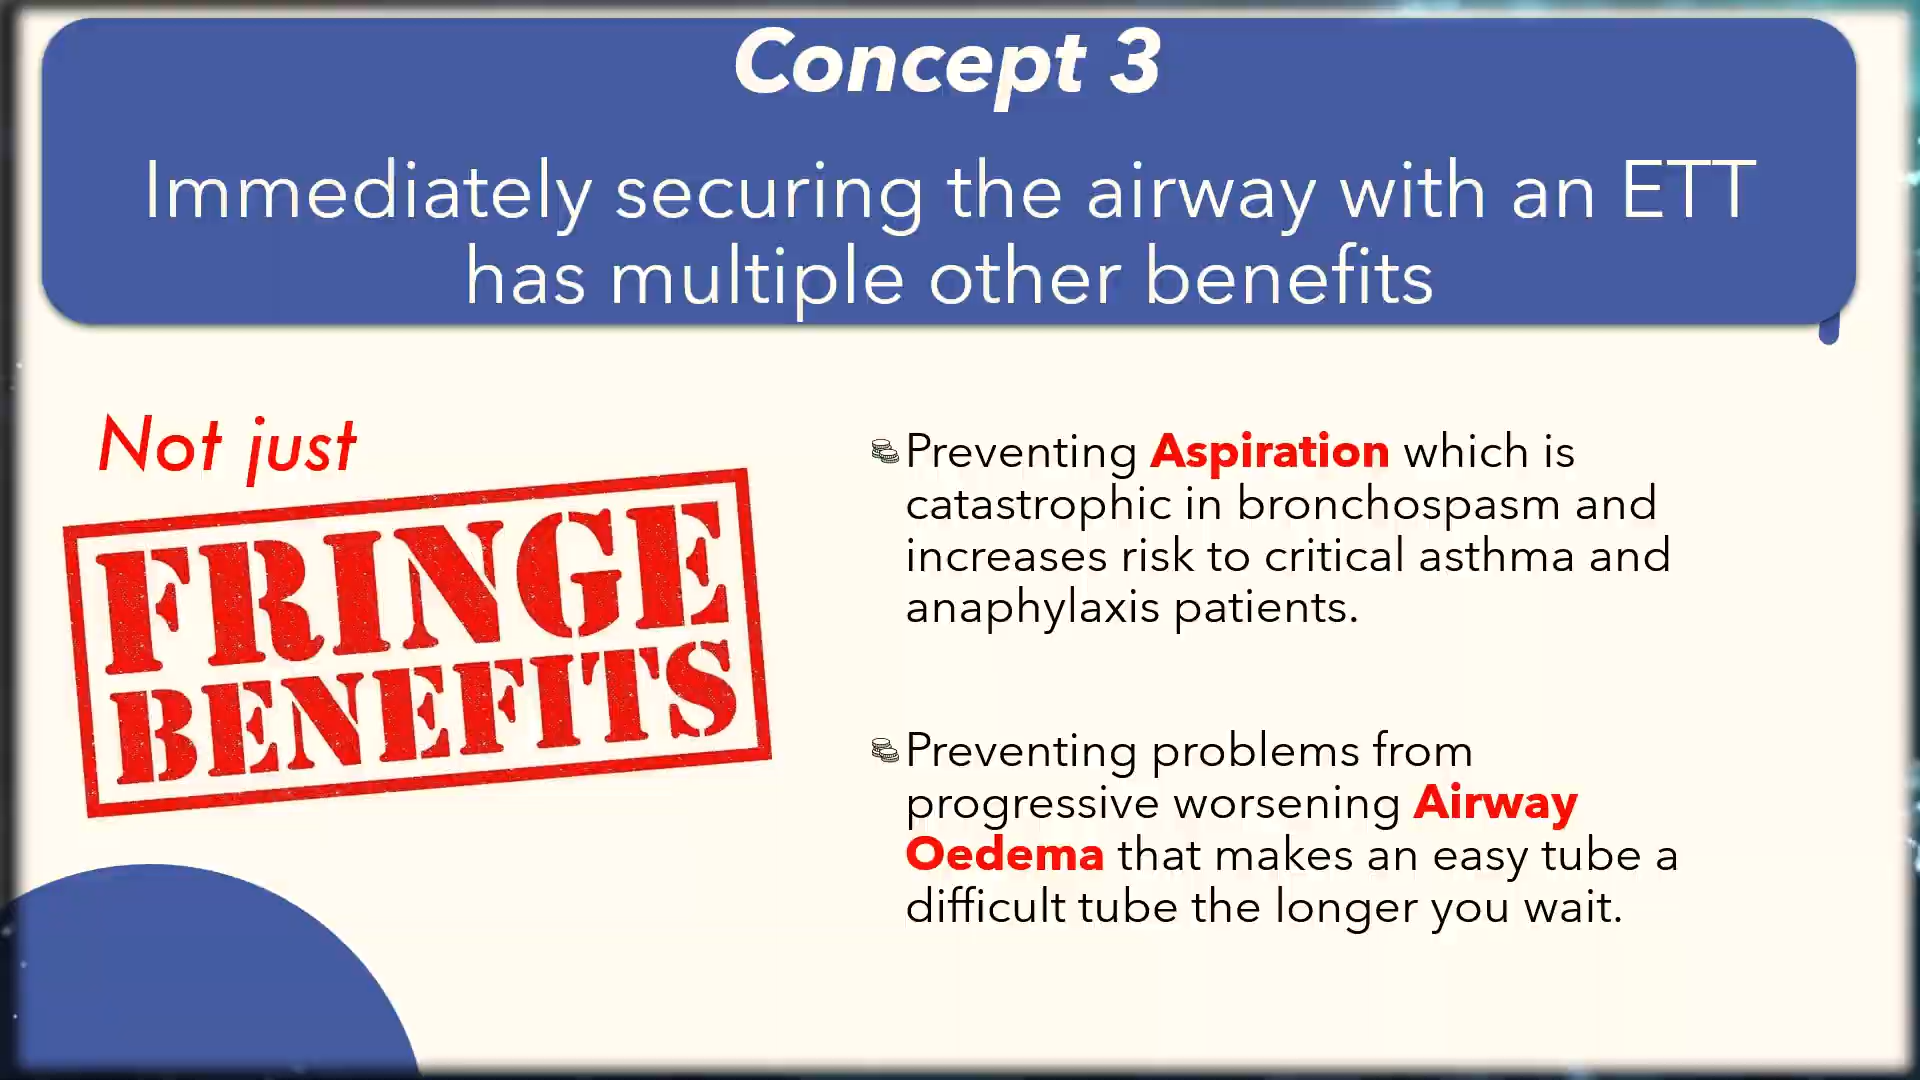 Concept 3
Immediately securing the airway with an ETT
has multiple other benefits
Not just
FRINGE
BENEFITS
Preventing Aspiration which is
catastrophic in bronchospasm and
increases risk to critical asthma and
anaphylaxis patients.
Preventing problems from
progressive worsening Airway
Oedema that makes an easy tube a
difficult tube the longer you wait.